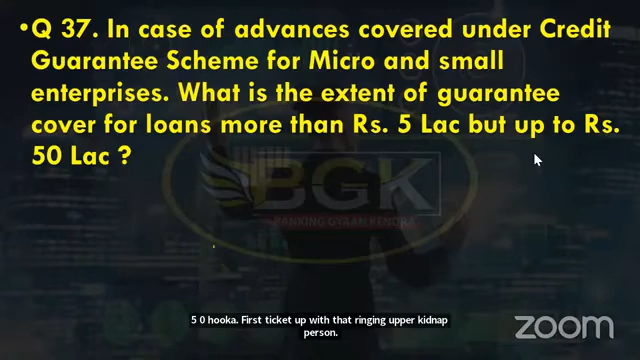 •Q 37. In case of advances covered under Credit
Guarantee Scheme for Micro and small
enterprises. What is the extent of guarantee
cover for loans more than Rs. 5 Lac but up to Rs.
50 Lac ?
BGK
BANKING GYAAN KENDRA
5 0 hooka. First ticket up with that ringing upper kidnap
person.
zoom